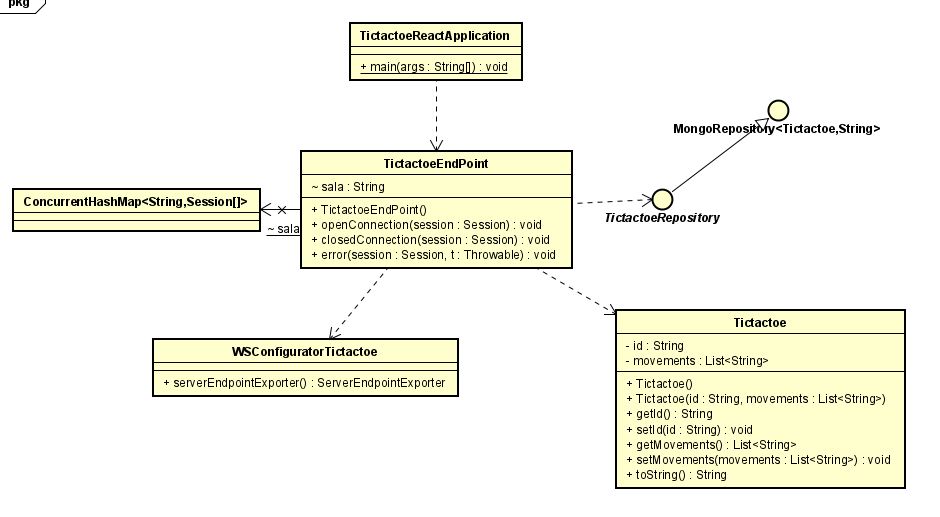 pkg
TictactoeReactApplication
+ main(args : String[]) : void
MongoRepository<Tictactoe,String>
TictactoeEndPoint
~ sala : String
+ TictactoeEndPoint()
+ openConnection(session : Session) : void
+ closedConnection(session : Session) : void
+ error(session : Session, t : Throwable) : void
ConcurrentHashMap<String,Session[]>
~ sala
TictactoeRepository
WSConfiguratorTictactoe
+ serverEndpointExporter() : ServerEndpointExporter
Tictactoe
- id : String
- movements : List<String>
+ Tictactoe()
+ Tictactoe(id : String, movements : List<String>)
+ getId() : String
+ setId(id : String) : void
+ getMovements() : List<String>
+ setMovements(movements : List<String>) : void
+ toString() : String